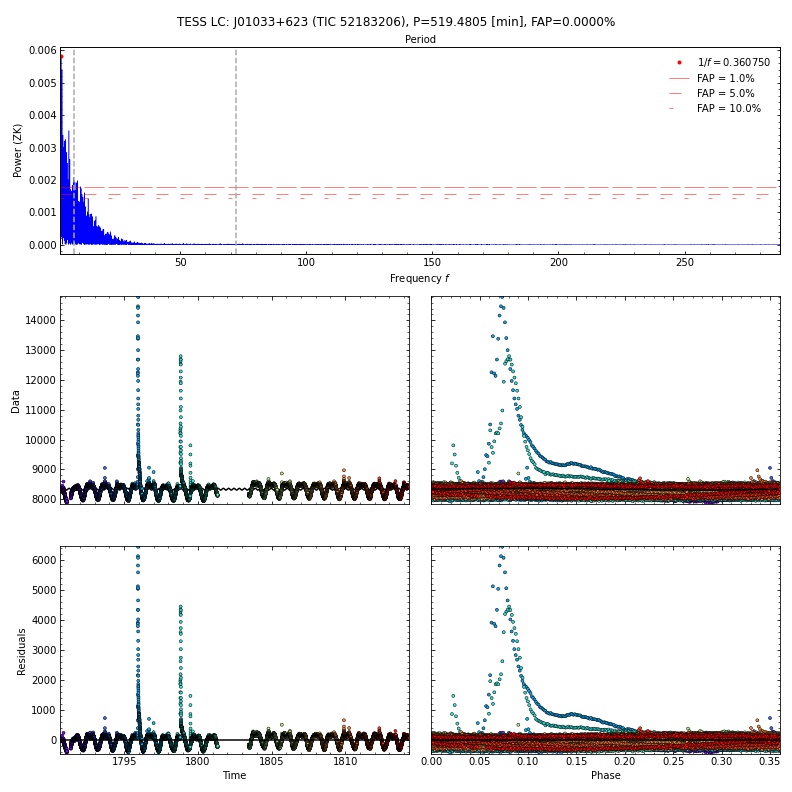 TESS LC: J01033+623 (TIC 52183206), P=519.4805 [min], FAP=0.0000%
Period
0.006
0.005
0.004
0.003
0.002
0.001
0.000
Power (ZK)
1/f = 0.360750
FAP = 1.0%
FAP = 5.0%
FAP = 10.0%
50 100 150 200 250
Frequency f
14000
13000
12000
11000
10000
9000
8000
Data
6000
5000
4000
3000
2000
1000
0
Residuals
1795 1800 1805 1810
Time
0.00 0.05 0.10 0.15 0.20 0.25 0.30 0.35
Phase